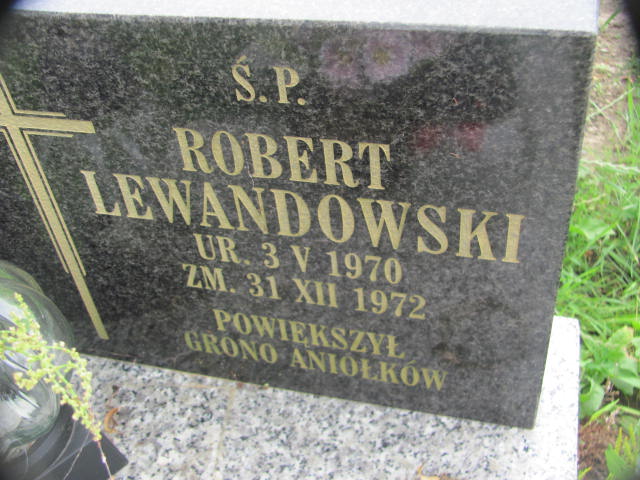 Ś.P.
ROBERT
LEWANDOWSKI
UR. 3 V 1970
ZM. 31 XII 1972
POWIĘKSZYŁ
GRONO ANIOŁKÓW